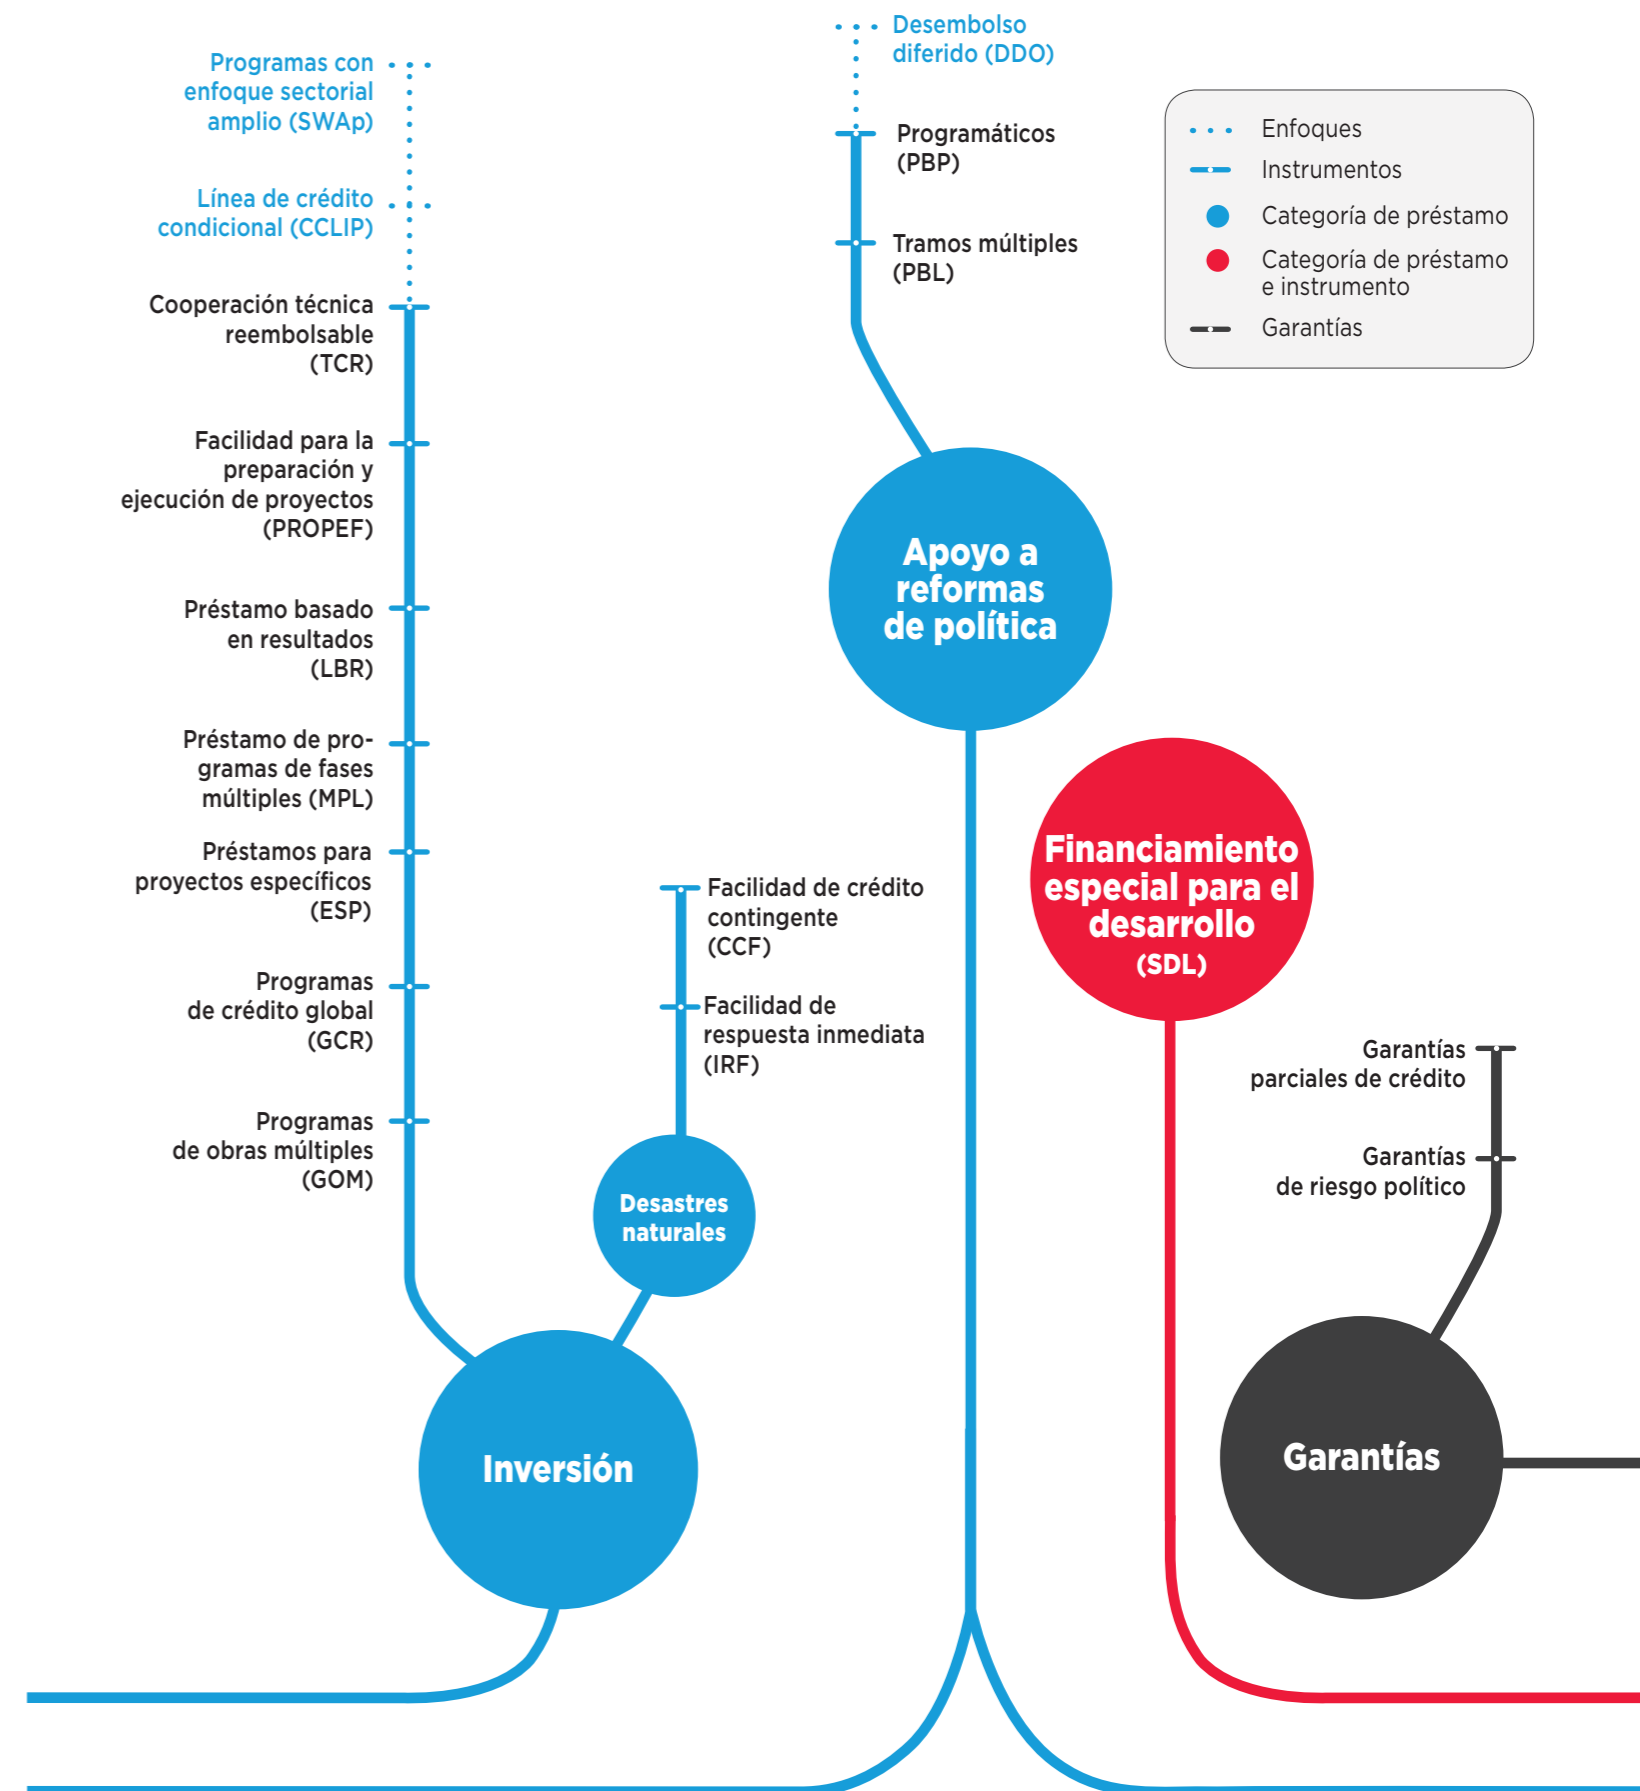 Programas con
enfoque sectorial
amplio (SWAp)
Línea de crédito
condicional (CCLIP)
Cooperación técnica
reembolsable
(TCR)
Facilidad para la
preparación y
ejecución de proyectos
(PROPEF)
Préstamo basado
en resultados
(LBR)
Préstamo de pro-
gramas de fases
múltiples (MPL)
Préstamos para
proyectos específicos
(ESP)
Programas
de crédito global
(GCR)
Programas
de obras múltiples
(GOM)
Inversión
Facilidad de crédito
contingente
(CCF)
Facilidad de
respuesta inmediata
(IRF)
Desastres
naturales
Desembolso
diferido (DDO)
Programáticos
(PBP)
Tramos múltiples
(PBL)
Apoyo a
reformas
de política
Enfoques
Instrumentos
Categoría de préstamo
Categoría de préstamo
e instrumento
Garantías
Financiamiento
especial para el
desarrollo
(SDL)
Garantías
parciales de crédito
Garantías
de riesgo político
Garantías